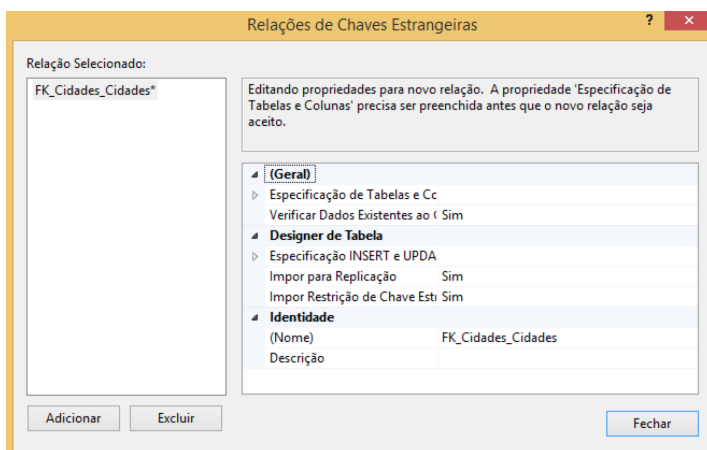 Relações de Chaves Estrangeiras
?
Relação Selecionado:
FK_Cidades_Cidades*
Editando propriedades para novo relação. A propriedade 'Especificação de
Tabelas e Colunas' precisa ser preenchida antes que o novo relação seja
aceito.
(Geral)
Especificação de Tabelas e Cc
Verificar Dados Existentes ao ( Sim
Designer de Tabela
Especificação INSERT e UPDA
Impor para Replicação Sim
Impor Restrição de Chave Estr Sim
Identidade
(Nome) FK_Cidades_Cidades
Descrição
Adicionar Excluir
Fechar